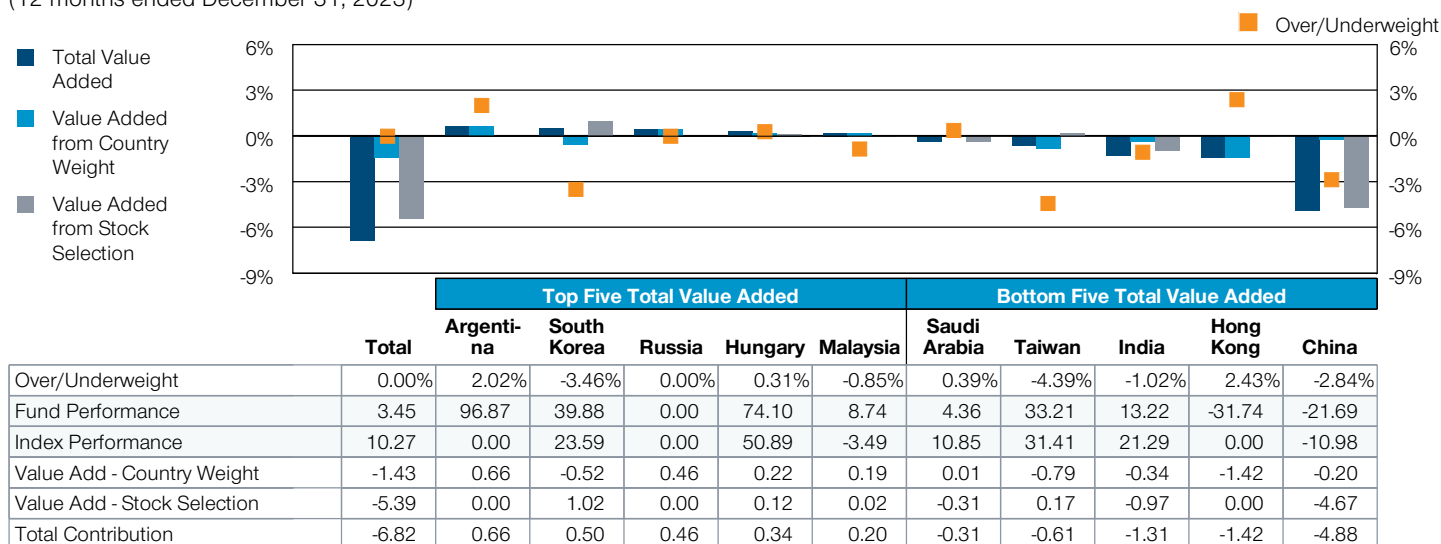 (12 months ended December 31, 2023)
Over/Underweight
Total Value
Added
Value Added
from Country
Weight
Value Added
from Stock
Selection
6%
3%
0%
-3%
-6%
-9%
6%
3%
0%
-3%
-6%
-9%
Top Five Total Value Added
Bottom Five Total Value Added
Total Argenti-na South Korea Russia Hungary Malaysia Saudi Arabia Taiwan India Hong Kong China
Over/Underweight 0.00% 2.02% -3.46% 0.00% 0.31% -0.85% 0.39% -4.39% -1.02% 2.43% -2.84%
Fund Performance 3.45 96.87 39.88 0.00 74.10 8.74 4.36 33.21 13.22 -31.74 -21.69
Index Performance 10.27 0.00 23.59 0.00 50.89 -3.49 10.85 31.41 21.29 0.00 -10.98
Value Add - Country Weight -1.43 0.66 -0.52 0.46 0.22 0.19 0.01 -0.79 -0.34 -1.42 -0.20
Value Add - Stock Selection -5.39 0.00 1.02 0.00 0.12 0.02 -0.31 0.17 -0.97 0.00 -4.67
Total Contribution -6.82 0.66 0.50 0.46 0.34 0.20 -0.31 -0.61 -1.31 -1.42 -4.88